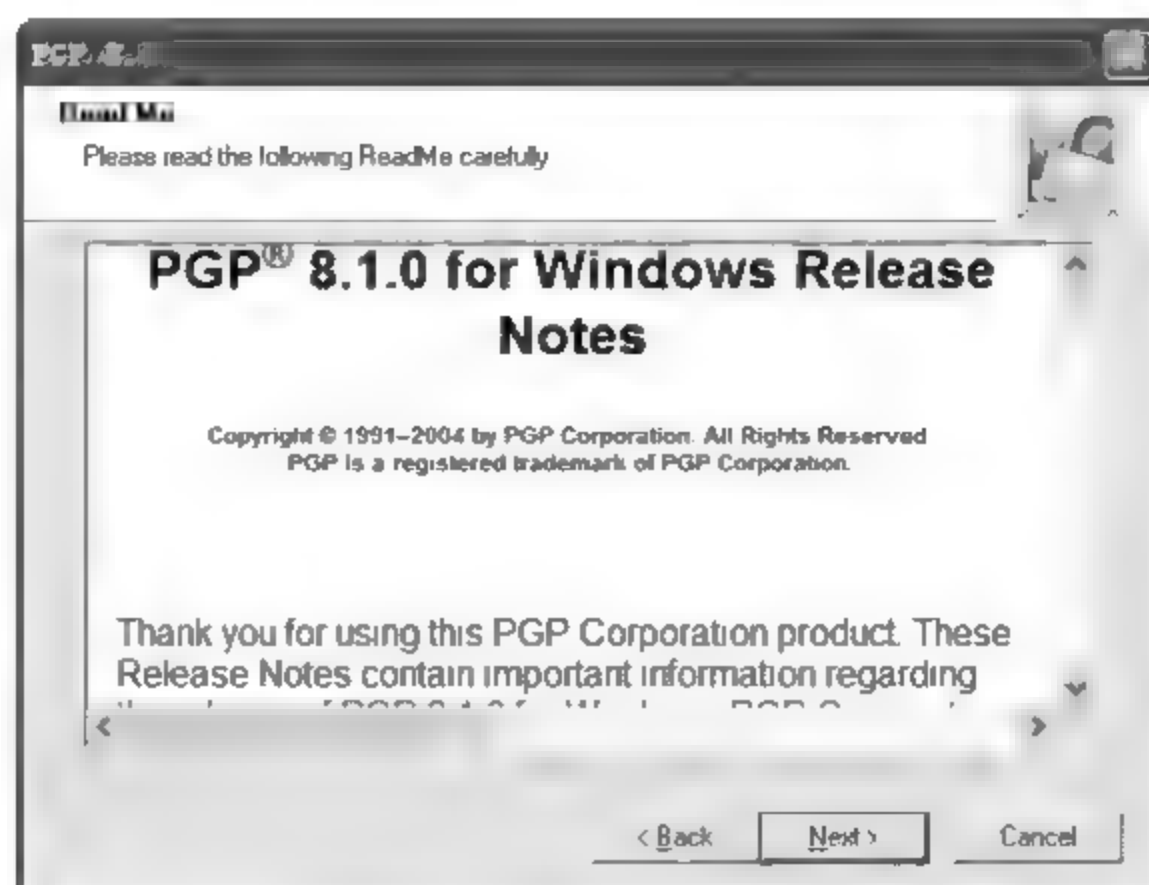 Please read the following ReadMe carefully
PGP® 8.1.0 for Windows Release
Notes
Copyright © 1991–2004 by PGP Corporation. All Rights Reserved
PGP is a registered trademark of PGP Corporation.
Thank you for using this PGP Corporation product. These
Release Notes contain important information regarding
< Back Next > Cancel